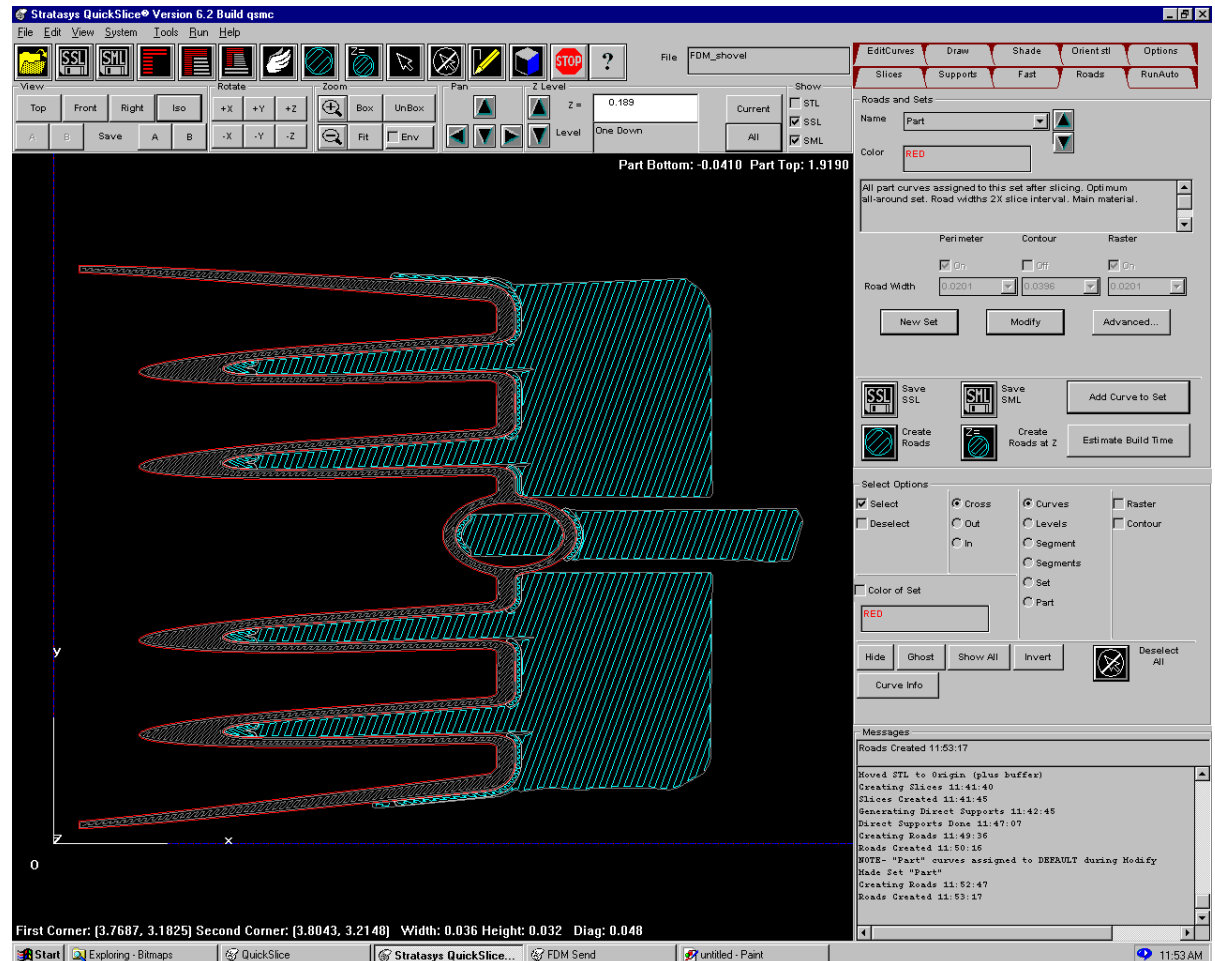 Stratasys QuickSlice® Version 6.2 Build qsmc
File Edit View System Tools Run Help
SSL SML Z= STOP ? File FDM_shovel
View Rotate Zoom Pan Z Level Show
Top Front Right Iso +X +Y +Z Box UnBox Z = 0.189 Current STL
SSL
A B Save A B -X -Y -Z Fit Env Level One Down All SML
Part Bottom: -0.0410 Part Top: 1.9190
y
z x
0
First Corner: (3.7687, 3.1825) Second Corner: (3.8043, 3.2148) Width: 0.036 Height: 0.032 Diag: 0.048
EditCurves Draw Shade Orient stl Options
Slices Supports Fast Roads RunAuto
Roads and Sets
Name Part
Color RED
All part curves assigned to this set after slicing. Optimum
all-around set. Road widths 2X slice interval. Main material.
Perimeter Contour Raster
On Off On
Road Width 0.0201 0.0396 0.0201
New Set Modify Advanced...
SSL Save SSL SML Save SML Add Curve to Set
Create Roads Z= Create Roads at Z Estimate Build Time
Select Options
Select Cross Curves Raster
Deselect Out Levels Contour
In Segment
Segments
Color of Set Set
RED Part
Hide Ghost Show All Invert Deselect All
Curve Info
Messages
Roads Created 11:53:17
Moved STL to Origin (plus buffer)
Creating Slices 11:41:40
Slices Created 11:41:45
Generating Direct Supports 11:42:45
Direct Supports Done 11:47:07
Creating Roads 11:49:36
Roads Created 11:50:16
NOTE- "Part" curves assigned to DEFAULT during Modify
Made Set "Part"
Creating Roads 11:52:47
Roads Created 11:53:17
Start Exploring - Bitmaps QuickSlice Stratasys QuickSlice... FDM Send untitled - Paint 11:53 AM